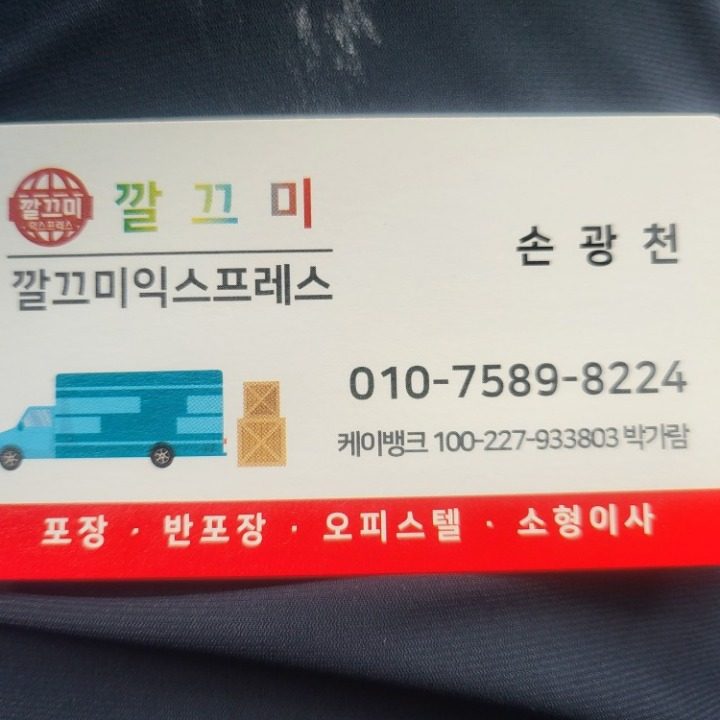 깔끄미
익스프레스
깔 끄 미
깔끄미익스프레스
손 광 천
010-7589-8224
케이뱅크 100-227-933803 박가람
포장 · 반포장 · 오피스텔 · 소형이사